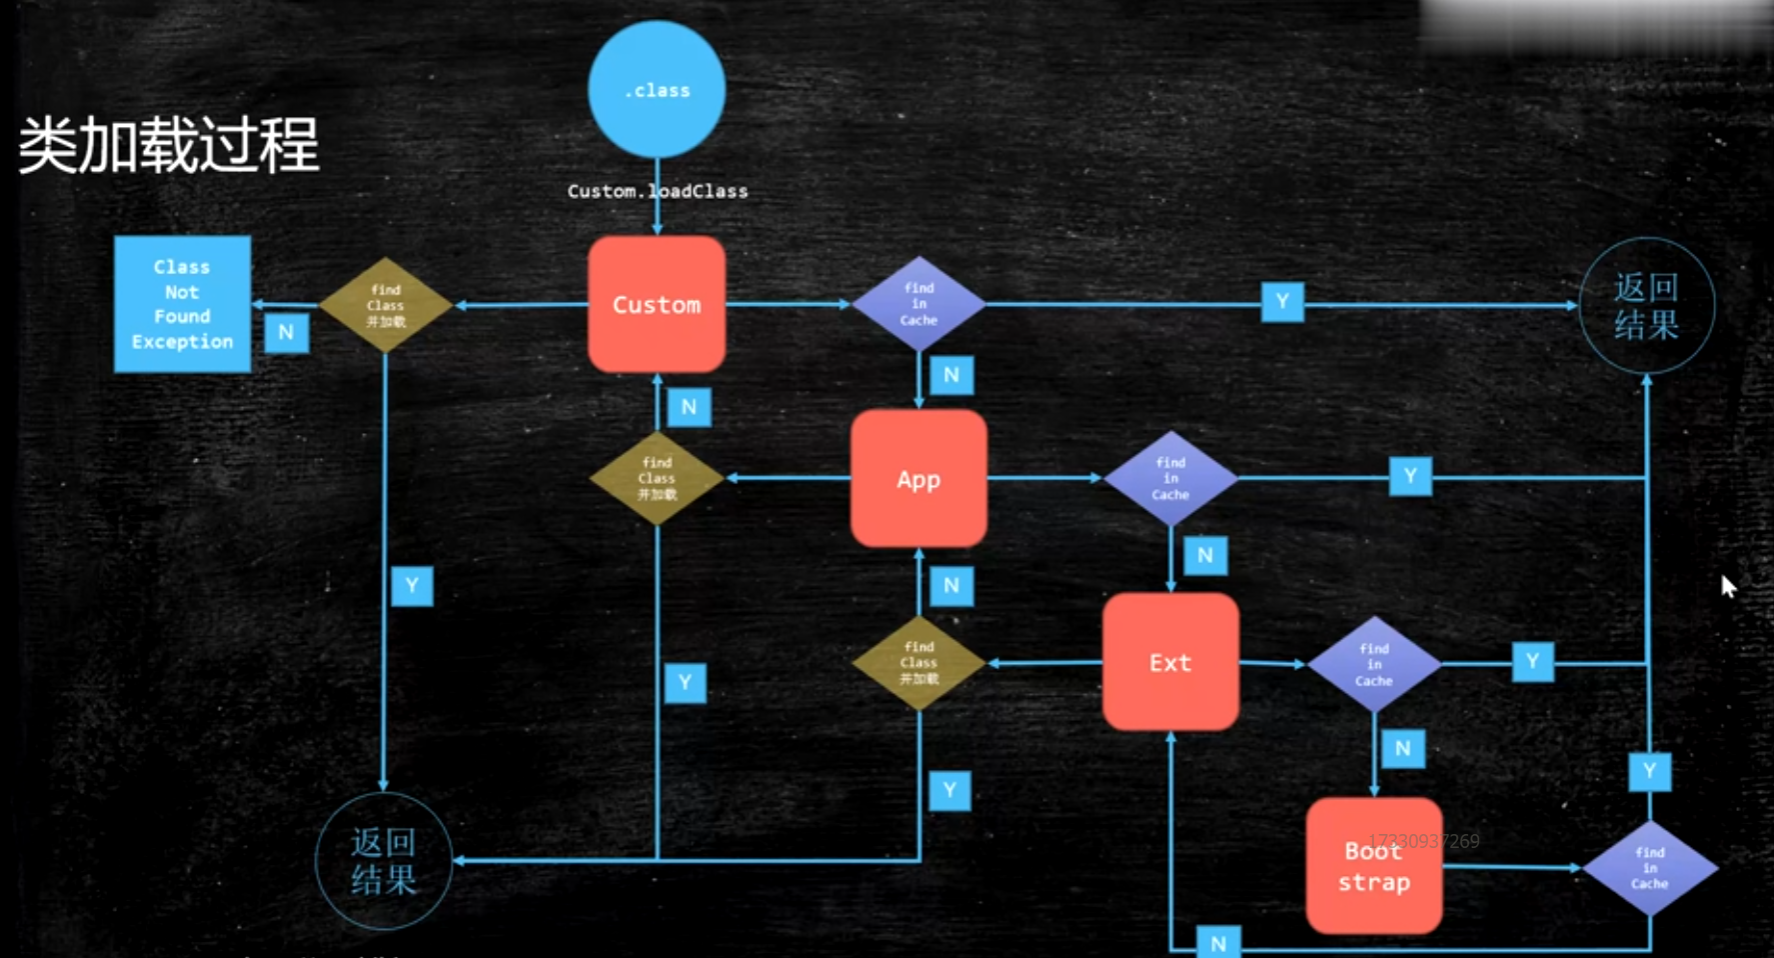 .class
类加载过程
Custom.loadClass
Class
Not
Found
Exception
N
find
Class
并加载
Custom
find
in
Cache
Y
返回
结果
N
N
find
Class
并加载
App
find
in
Cache
Y
N
N
Y
find
Class
并加载
Ext
find
in
Cache
Y
Y
N
Y
Y
返回
结果
17330937269
Boot
strap
find
in
Cache
N